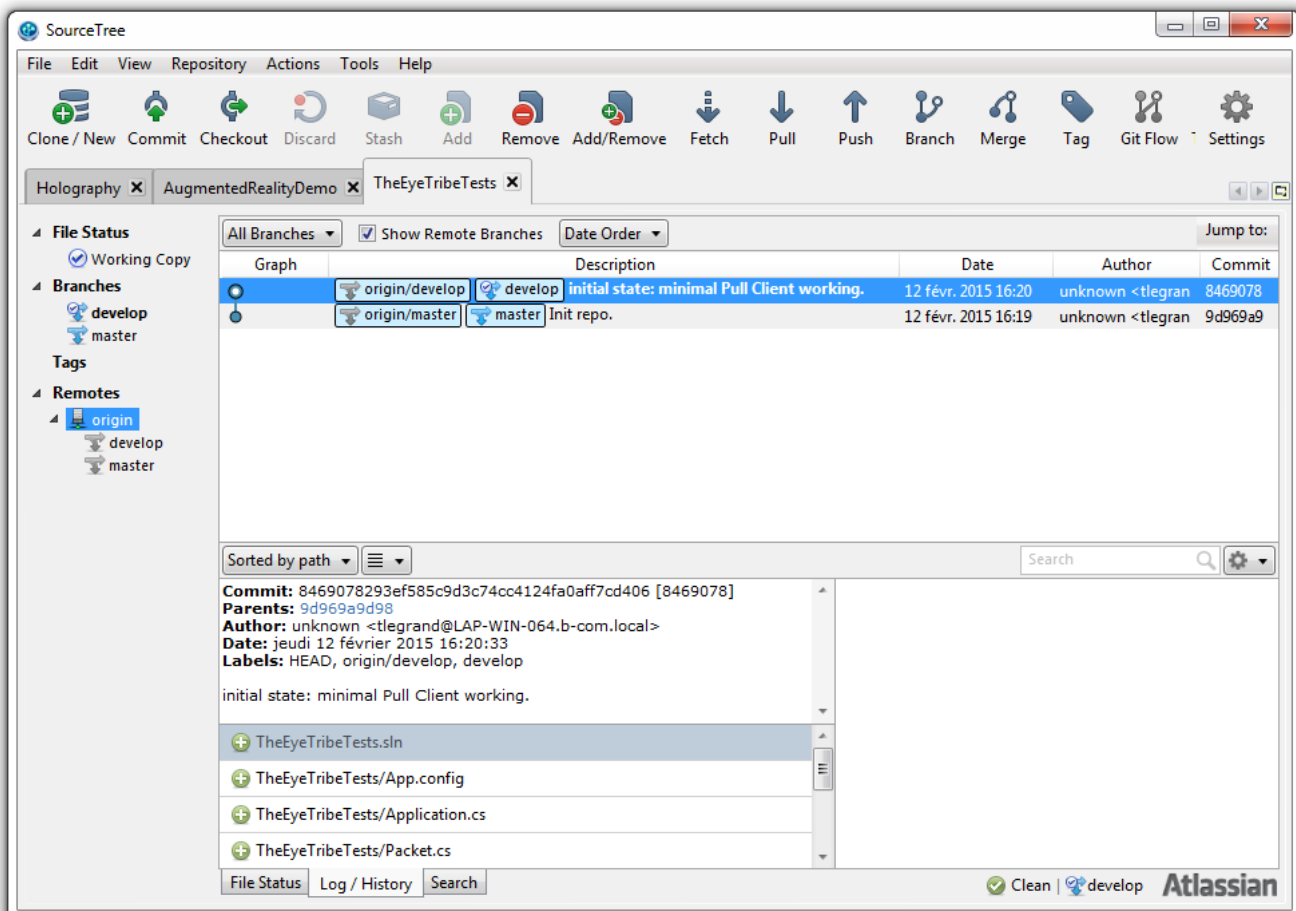 SourceTree
File Edit View Repository Actions Tools Help
Clone / New Commit Checkout Discard Stash Add Remove Add/Remove Fetch Pull Push Branch Merge Tag Git Flow Settings
Holography AugmentedRealityDemo TheEyeTribeTests
File Status
Working Copy
Branches
develop
master
Tags
Remotes
origin
develop
master
All Branches Show Remote Branches Date Order Jump to:
Graph Description Date Author Commit
origin/develop develop initial state: minimal Pull Client working. 12 févr. 2015 16:20 unknown <tlegran 8469078
origin/master master Init repo. 12 févr. 2015 16:19 unknown <tlegran 9d969a9
Sorted by path Search
Commit: 8469078293ef585c9d3c74cc4124fa0aff7cd406 [8469078]
Parents: 9d969a9d98
Author: unknown <tlegrand@LAP-WIN-064.b-com.local>
Date: jeudi 12 février 2015 16:20:33
Labels: HEAD, origin/develop, develop
initial state: minimal Pull Client working.
TheEyeTribeTests.sln
TheEyeTribeTests/App.config
TheEyeTribeTests/Application.cs
TheEyeTribeTests/Packet.cs
File Status Log / History Search Clean | develop Atlassian